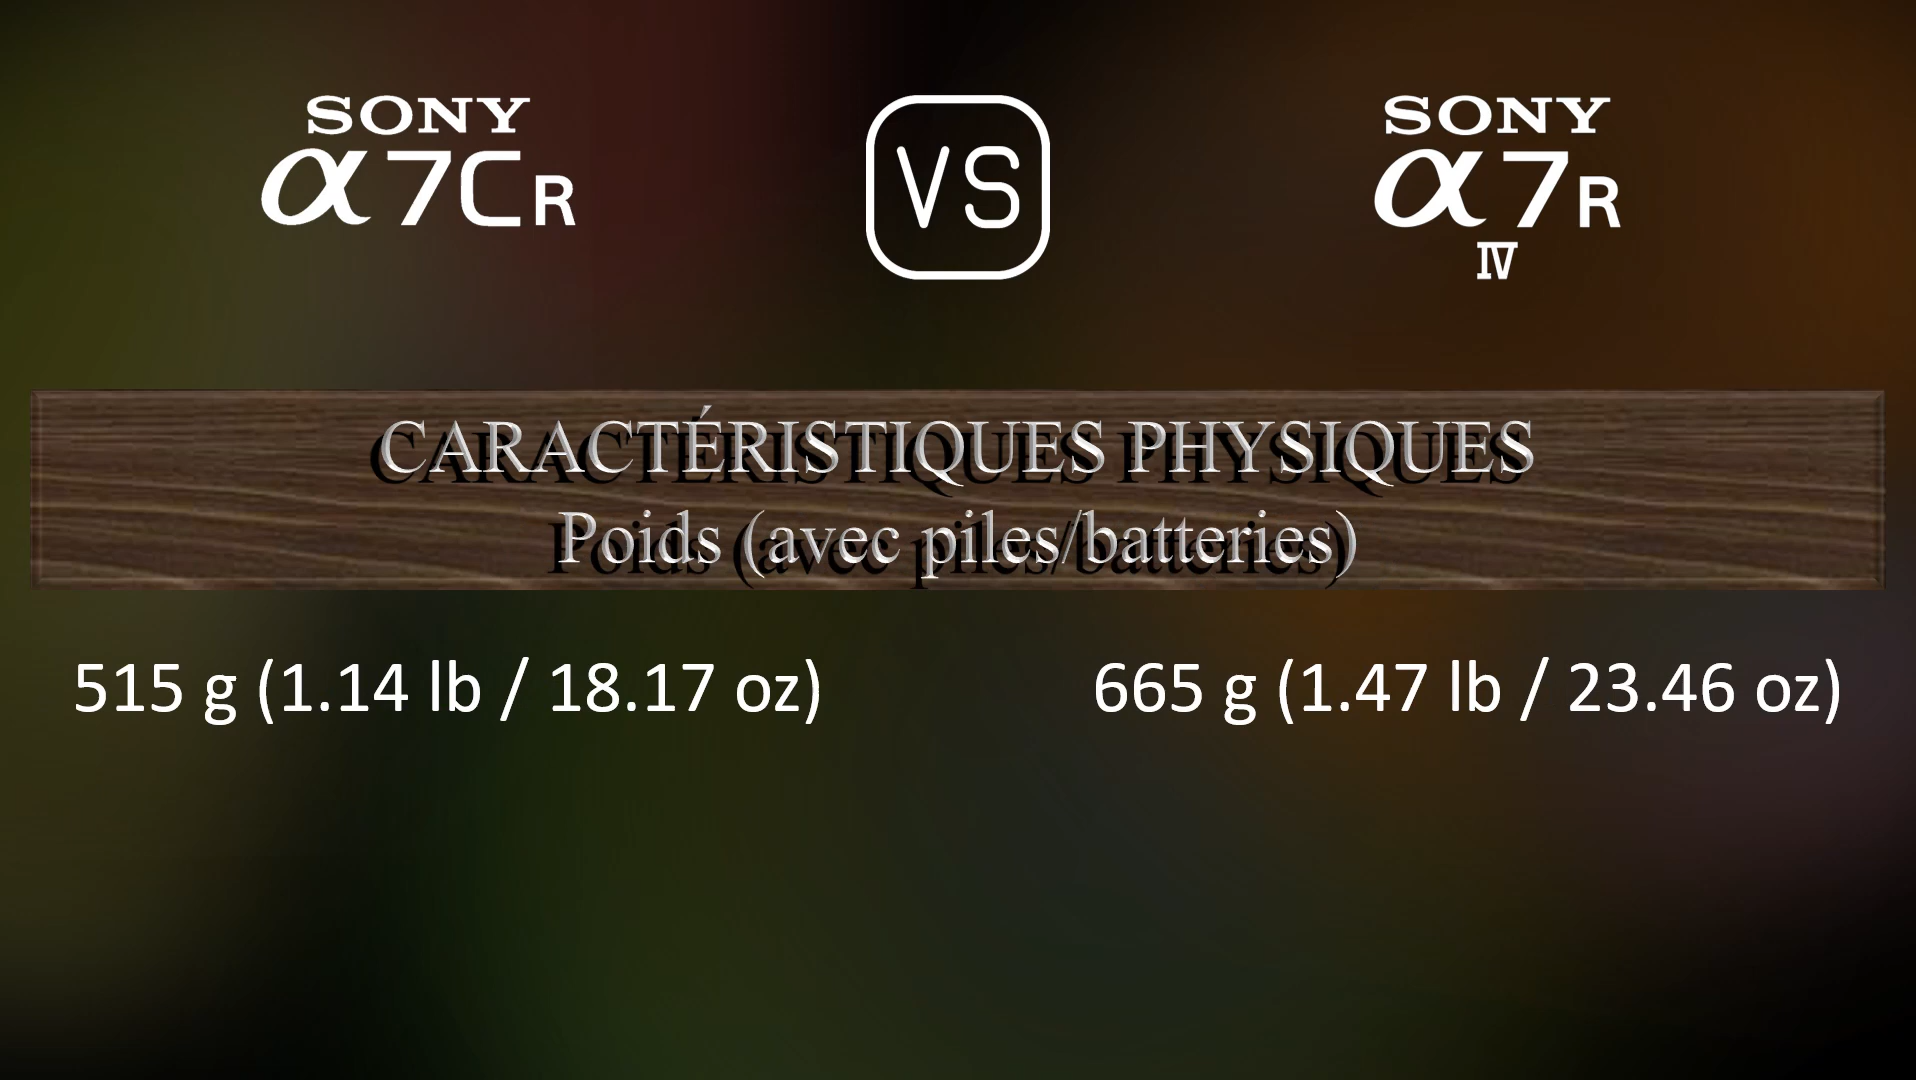 SONY
α7CR
VS
SONY
α7R
IV
CARACTÉRISTIQUES PHYSIQUES
Poids (avec piles/batteries)
515 g (1.14 lb / 18.17 oz)
665 g (1.47 lb / 23.46 oz)